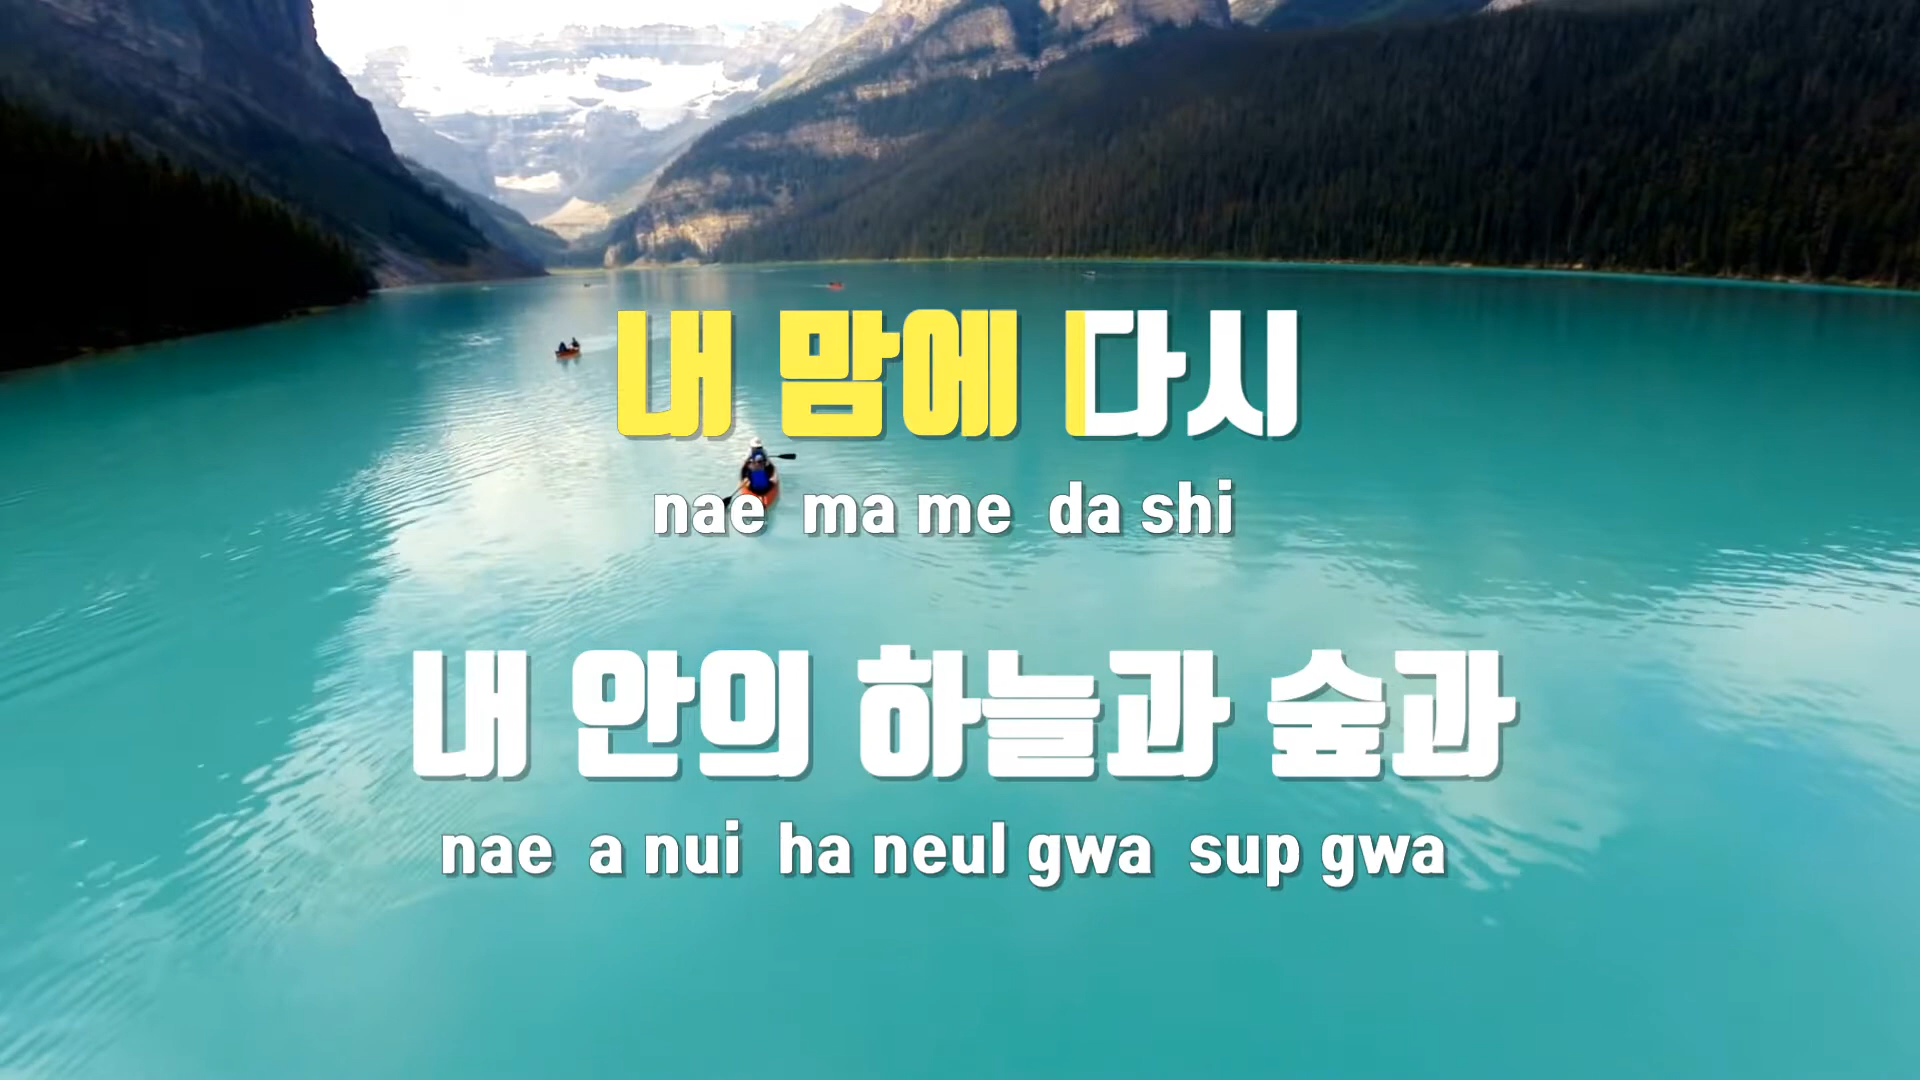 내 맘에 다시
nae ma me da shi
내 안의 하늘과 숲과
nae a nui ha neul gwa sup gwa